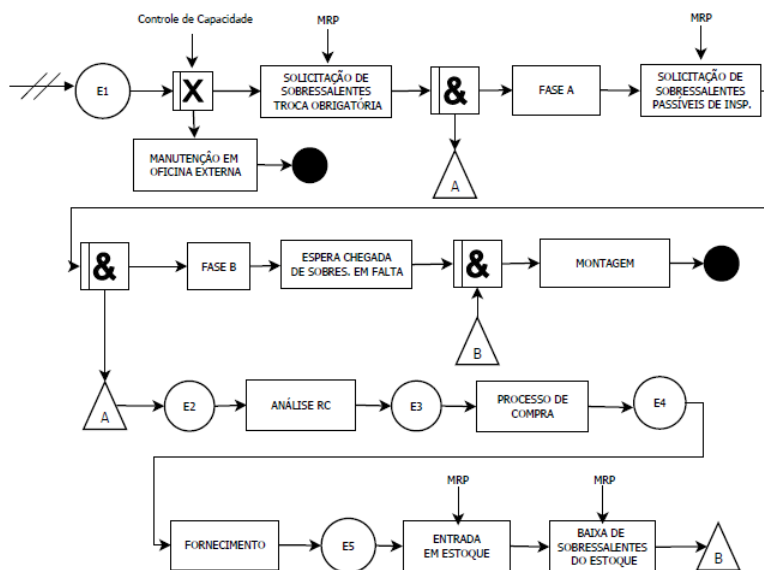 Controle de Capacidade
MRP
MRP
E1
X
SOLICITAÇÃO DE
SOBRESSALENTES
TROCA OBRIGATÓRIA
&
FASE A
SOLICITAÇÃO DE
SOBRESSALENTES
PASSÍVEIS DE INSP.
MANUTENÇÃO EM
OFICINA EXTERNA
A
&
FASE B
ESPERA CHEGADA
DE SOBRES. EM FALTA
&
MONTAGEM
B
A
E2
ANÁLISE RC
E3
PROCESSO DE
COMPRA
E4
MRP
MRP
FORNECIMENTO
E5
ENTRADA
EM ESTOQUE
BAIXA DE
SOBRESSALENTES
DO ESTOQUE
B